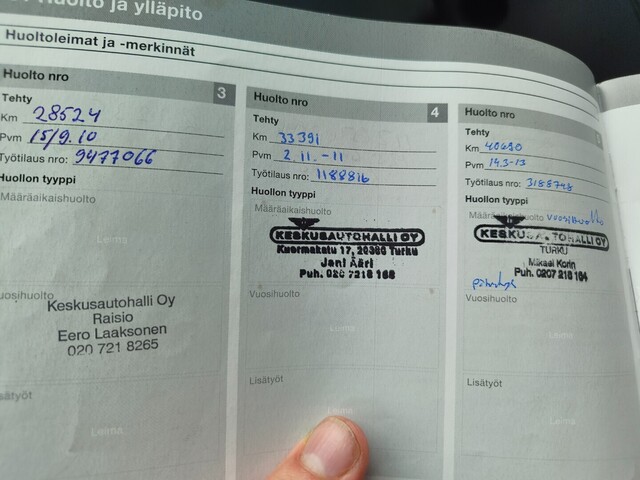 Huolto ja ylläpito
Huoltoleimat ja -merkinnät
Huolto nro 3
Tehty
Km 28524
Pvm 15/9.10
Työtilaus nro: 9477066
Huollon tyyppi
Määräaikaishuolto
Leima
Vuosihuolto
Keskusautohalli Oy
Raisio
Eero Laaksonen
020 721 8265
Lisätyöt
Leima
Huolto nro 4
Tehty
Km 33391
Pvm 2.11.-11
Työtilaus nro: 1188816
Huollon tyyppi
Määräaikaishuolto
KESKUSAUTOHALLI OY
Kuormakatu 17, 20380 Turku
Jani Ääri
Puh. 020 7218 168
Vuosihuolto
Leima
Lisätyöt
Leima
Huolto nro
Tehty
Km 40680
Pvm 14.3-13
Työtilaus nro: 3188748
Huollon tyyppi
Vuosihuolto
KESKUSAUTOHALLI OY
TURKU
Mikael Korin
Puh. 0207 218 164
Vuosihuolto
Leima
Lisätyöt
Leima